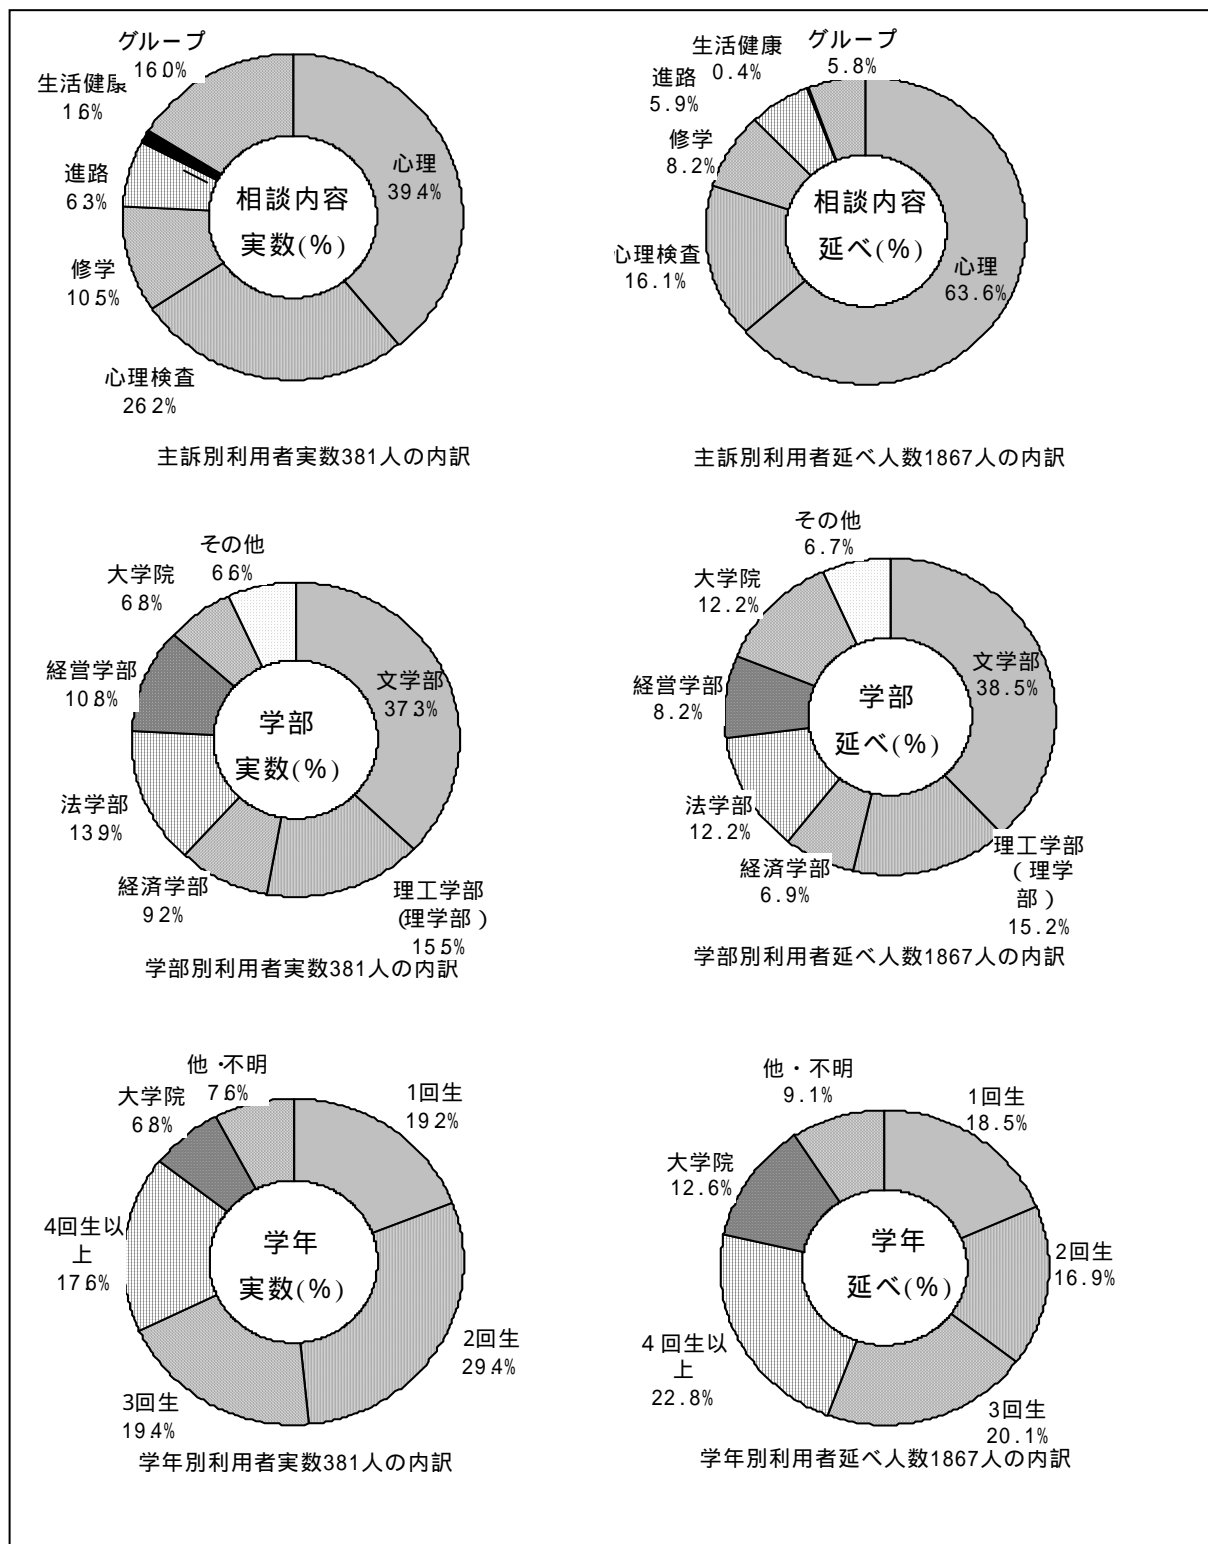 グループ
16.0%
生活健康
1.6%
進路
6.3%
修学
10.5%
心理検査
26.2%
心理
39.4%
相談内容
実数(%)
主訴別利用者実数381人の内訳
生活健康
0.4%
グループ
5.8%
進路
5.9%
修学
8.2%
心理検査
16.1%
心理
63.6%
相談内容
延べ(%)
主訴別利用者延べ人数1867人の内訳
その他
6.6%
大学院
6.8%
経営学部
10.8%
法学部
13.9%
経済学部
9.2%
理工学部
(理学部)
15.5%
文学部
37.3%
学部
実数(%)
学部別利用者実数381人の内訳
その他
6.7%
大学院
12.2%
経営学部
8.2%
法学部
12.2%
経済学部
6.9%
理工学部
(理学
部)
15.2%
文学部
38.5%
学部
延べ(%)
学部別利用者延べ人数1867人の内訳
他・不明
7.6%
大学院
6.8%
4回生以
上
17.6%
3回生
19.4%
2回生
29.4%
1回生
19.2%
学年
実数(%)
学年別利用者実数381人の内訳
他・不明
9.1%
大学院
12.6%
4回生以
上
22.8%
3回生
20.1%
2回生
16.9%
1回生
18.5%
学年
延べ(%)
学年別利用者延べ人数1867人の内訳